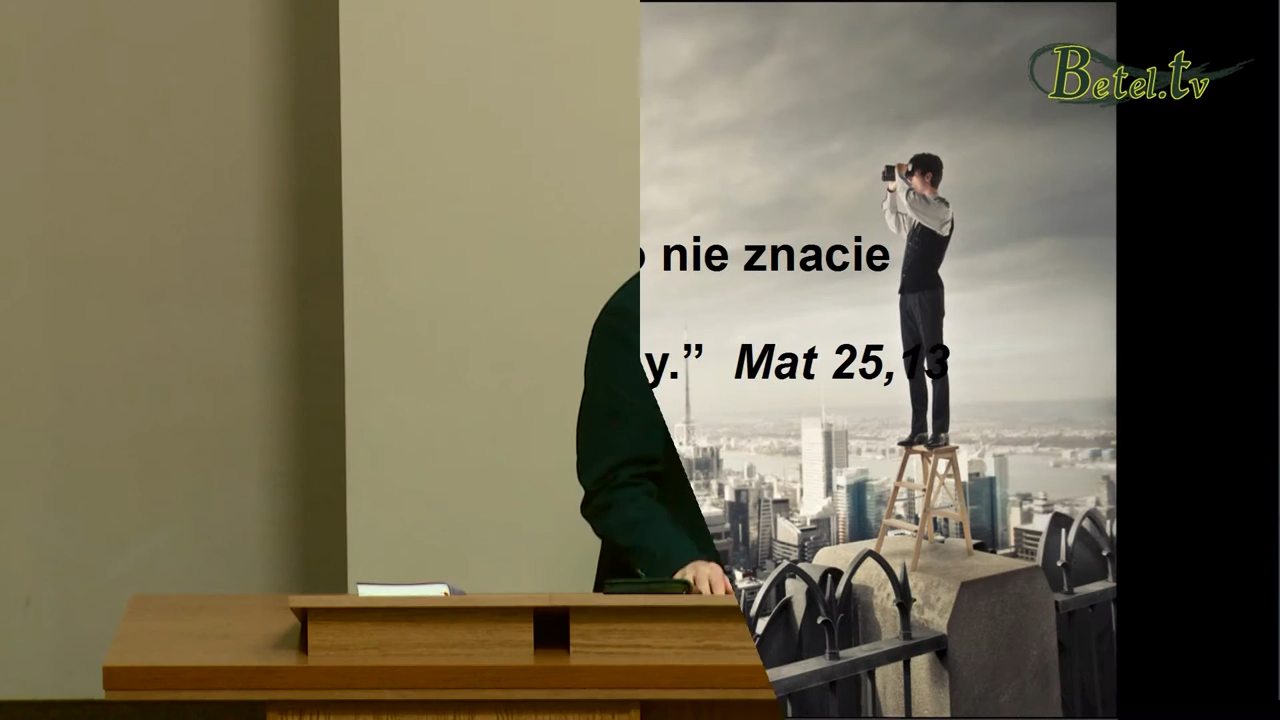 Betel.tv
nie znacie
y.” Mat 25,13